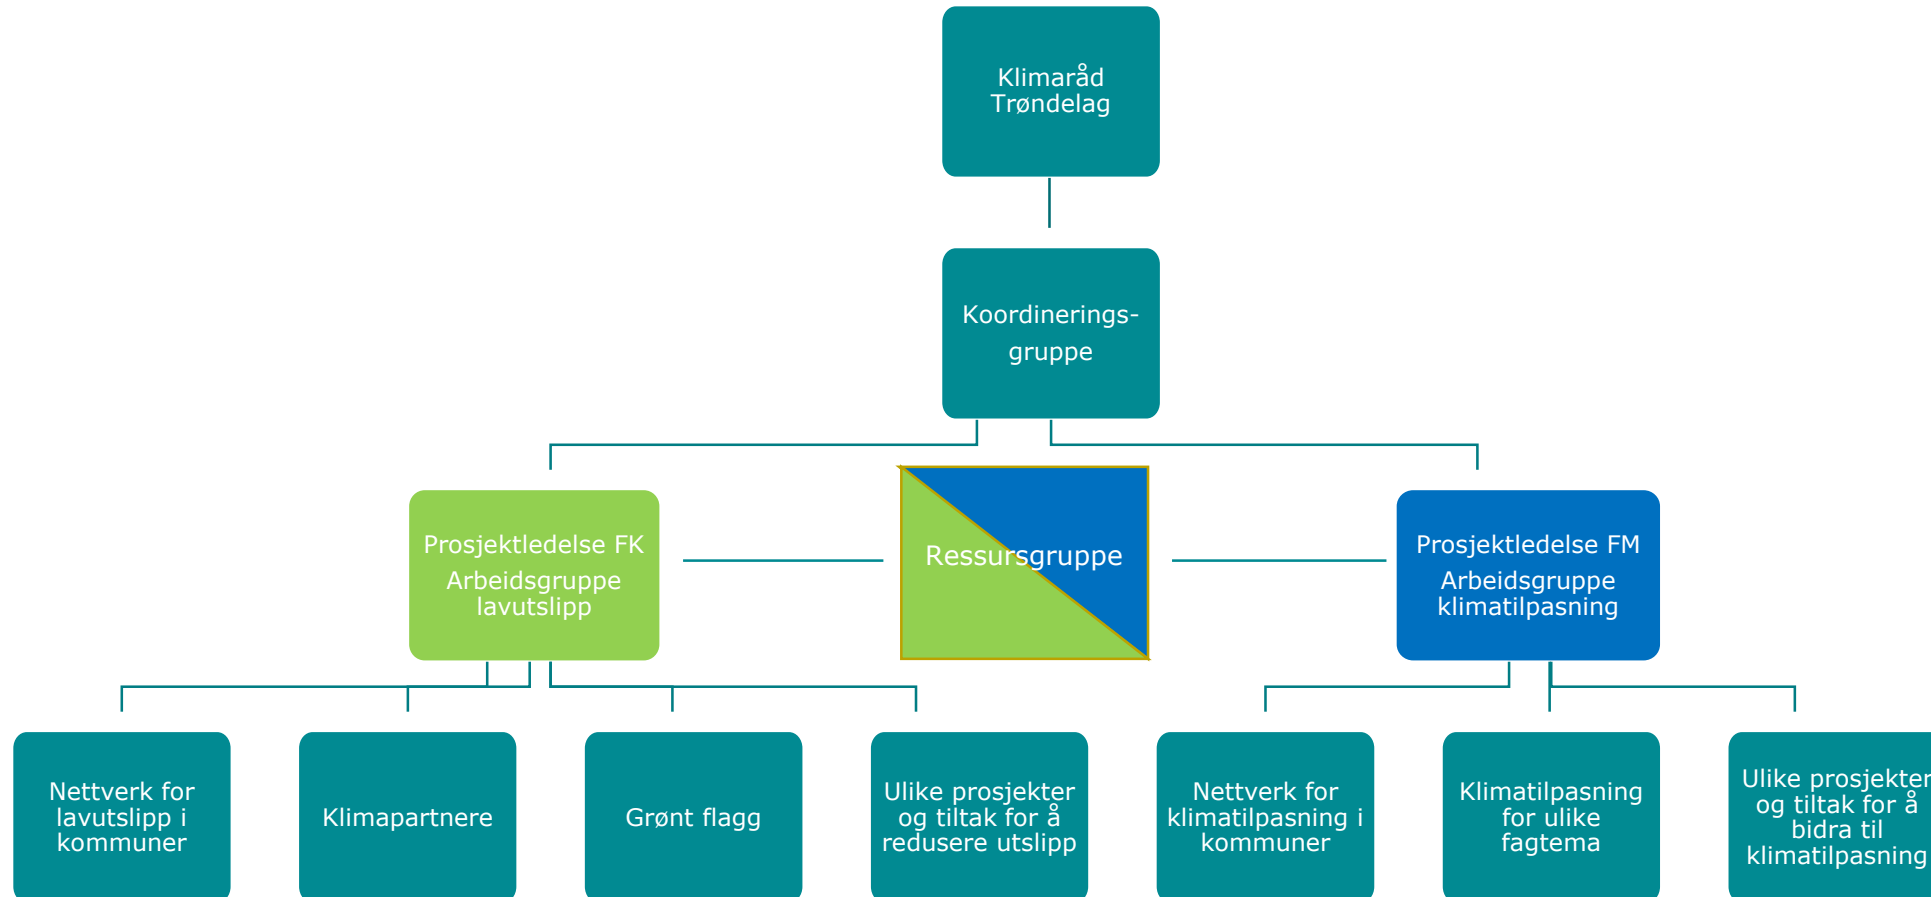 Klimaråd
Trøndelag
Koordinerings-
gruppe
Prosjektledelse FK
Arbeidsgruppe
lavutslipp
Ressursgruppe
Prosjektledelse FM
Arbeidsgruppe
klimatilpasning
Nettverk for
lavutslipp i
kommuner
Klimapartnere
Grønt flagg
Ulike prosjekter
og tiltak for å
redusere utslipp
Nettverk for
klimatilpasning i
kommuner
Klimatilpasning
for ulike
fagtema
Ulike prosjekter
og tiltak for å
bidra til
klimatilpasning